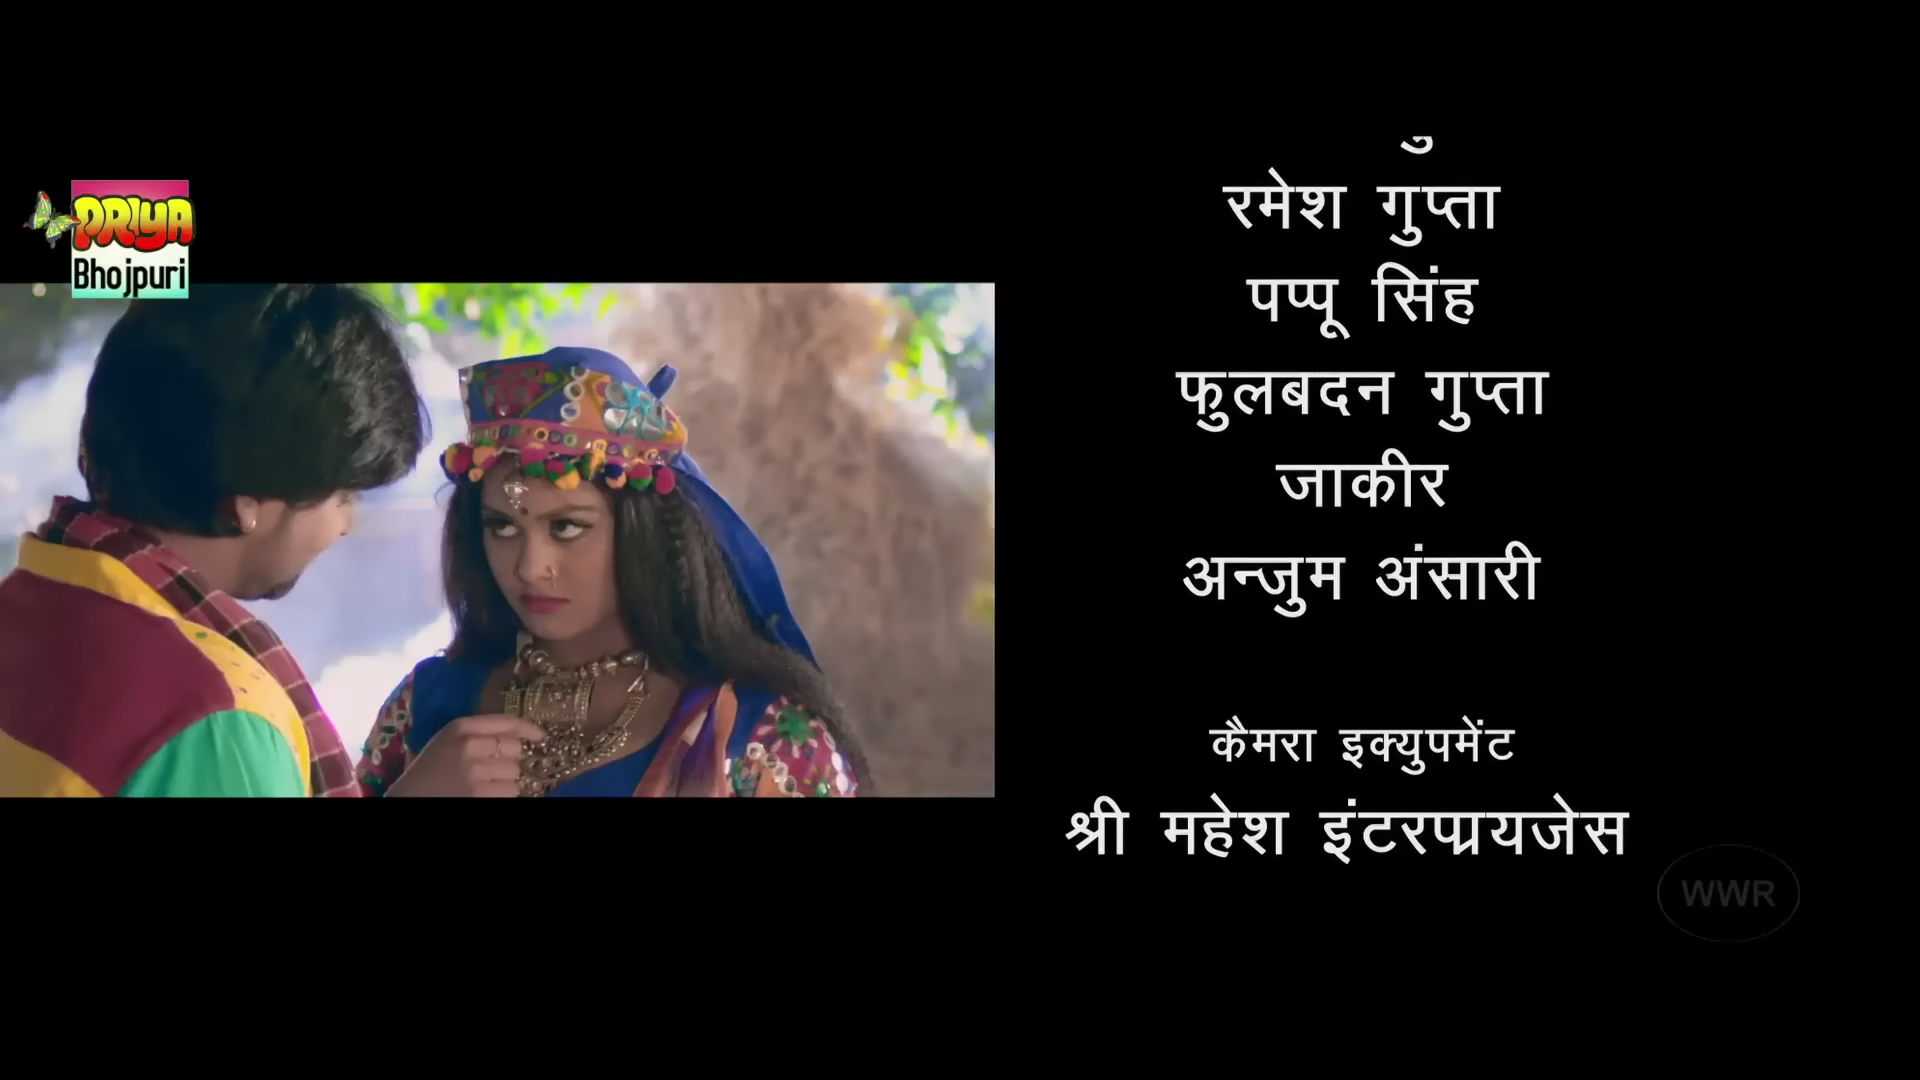 PRIYA
Bhojpuri
रमेश गुप्ता
पप्पू सिंह
फुलबदन गुप्ता
जाकीर
अन्जुम अंसारी
कैमरा इक्युपमेंट
श्री महेश इंटरप्रायजेस
WWR